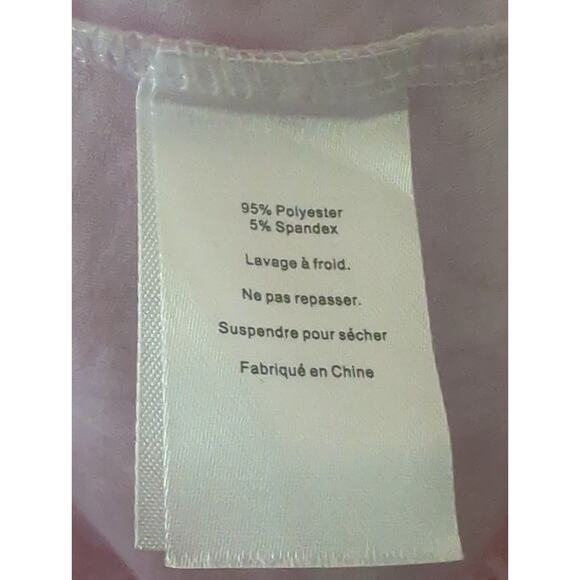 95% Polyester
5% Spandex
Lavage à froid.
Ne pas repasser.
Suspendre pour sécher
Fabriqué en Chine